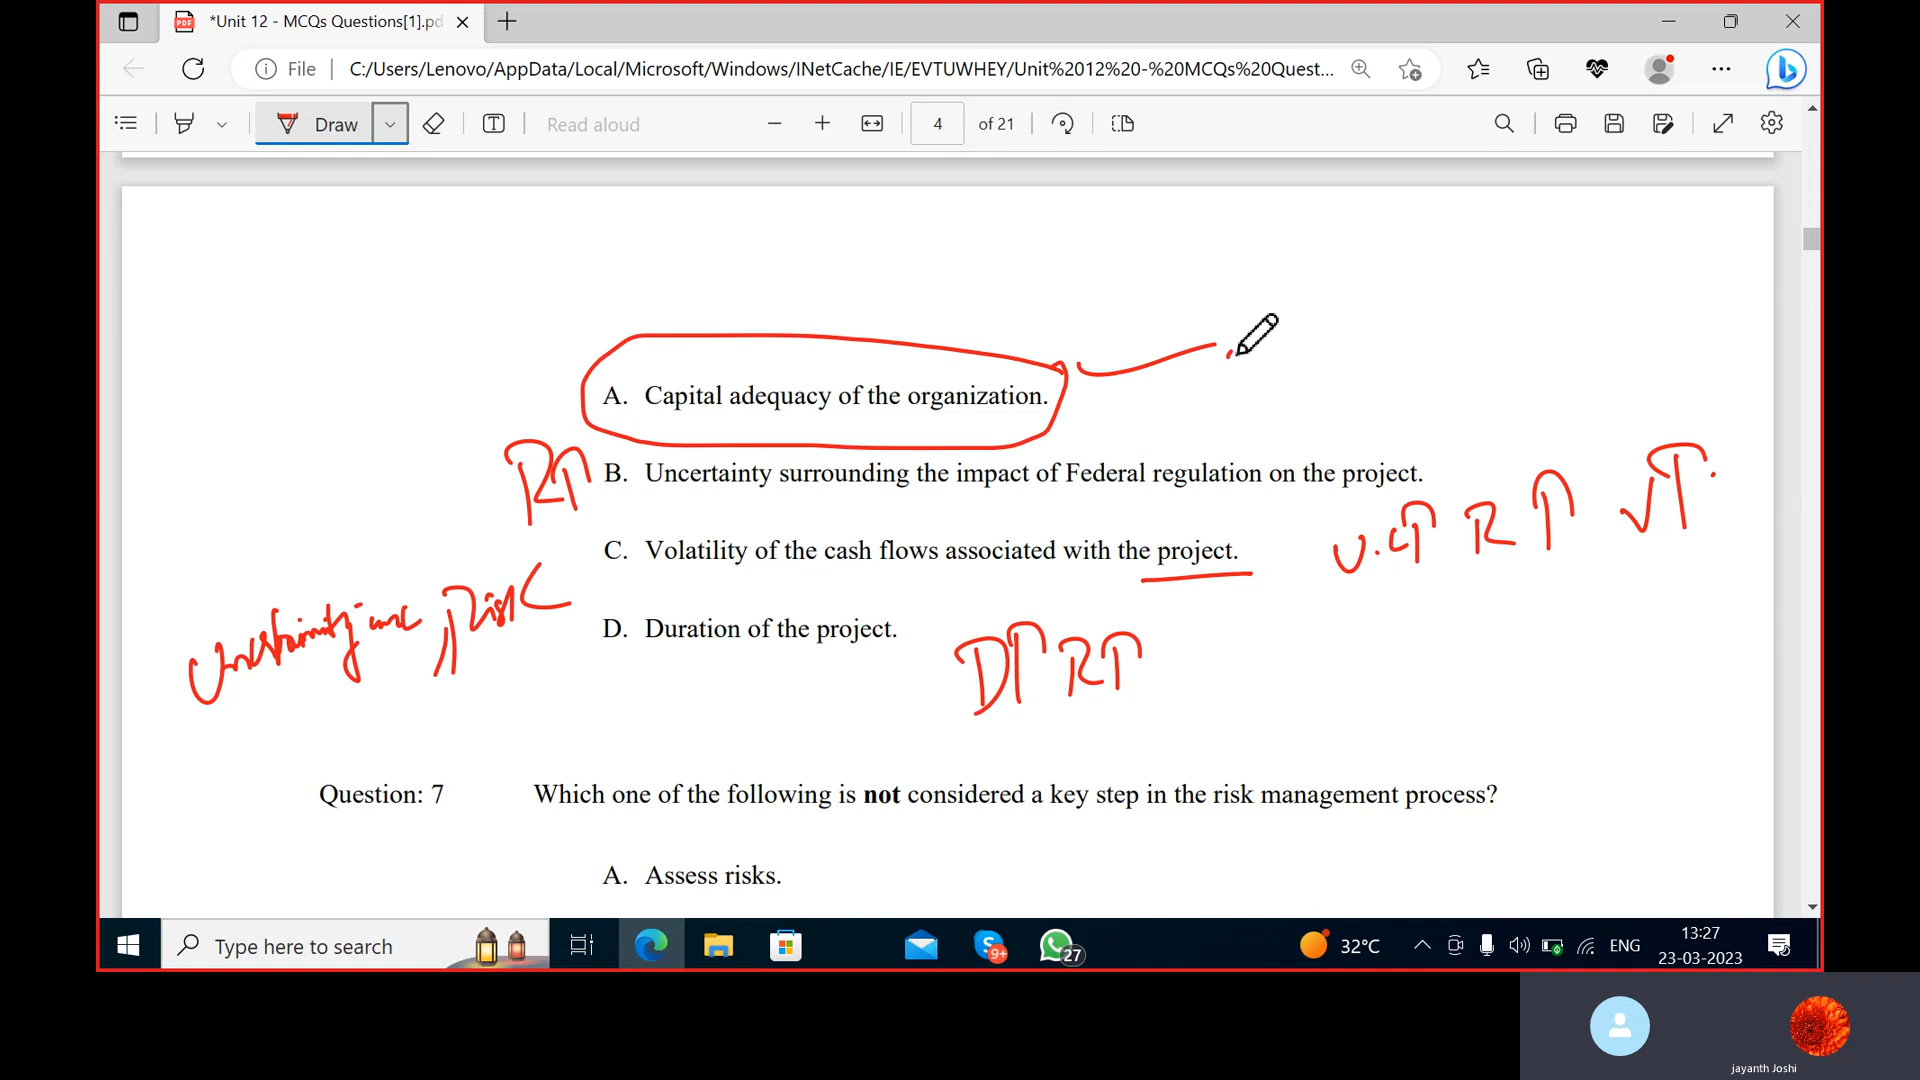 *Unit 12 - MCQs Questions[1].pd
File
C:/Users/Lenovo/AppData/Local/Microsoft/Windows/INetCache/IE/EVTUWHEY/Unit%2012%20-%20MCQs%20Quest...
Draw
Read aloud
4 of 21
A. Capital adequacy of the organization.
R↑ B. Uncertainty surrounding the impact of Federal regulation on the project.
C. Volatility of the cash flows associated with the project.
R ↑
Risk
D. Duration of the project.
D↑ R↑
Question: 7 Which one of the following is not considered a key step in the risk management process?
A. Assess risks.
Type here to search
9+
27
32°C
ENG
13:27
23-03-2023
jayanth Joshi